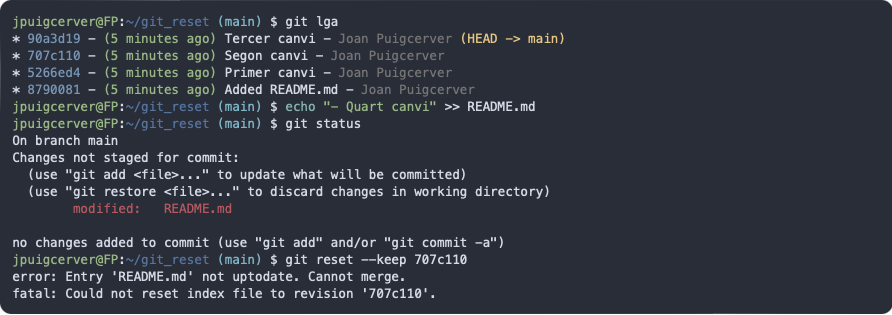 jpuigcerver@FP:~/git_reset (main) $ git lga
* 90a3d19 - (5 minutes ago) Tercer canvi - Joan Puigcerver (HEAD -> main)
* 707c110 - (5 minutes ago) Segon canvi - Joan Puigcerver
* 5266ed4 - (5 minutes ago) Primer canvi - Joan Puigcerver
* 8790081 - (5 minutes ago) Added README.md - Joan Puigcerver
jpuigcerver@FP:~/git_reset (main) $ echo "- Quart canvi" >> README.md
jpuigcerver@FP:~/git_reset (main) $ git status
On branch main
Changes not staged for commit:
  (use "git add <file>..." to update what will be committed)
  (use "git restore <file>..." to discard changes in working directory)
        modified:   README.md

no changes added to commit (use "git add" and/or "git commit -a")
jpuigcerver@FP:~/git_reset (main) $ git reset --keep 707c110
error: Entry 'README.md' not uptodate. Cannot merge.
fatal: Could not reset index file to revision '707c110'.